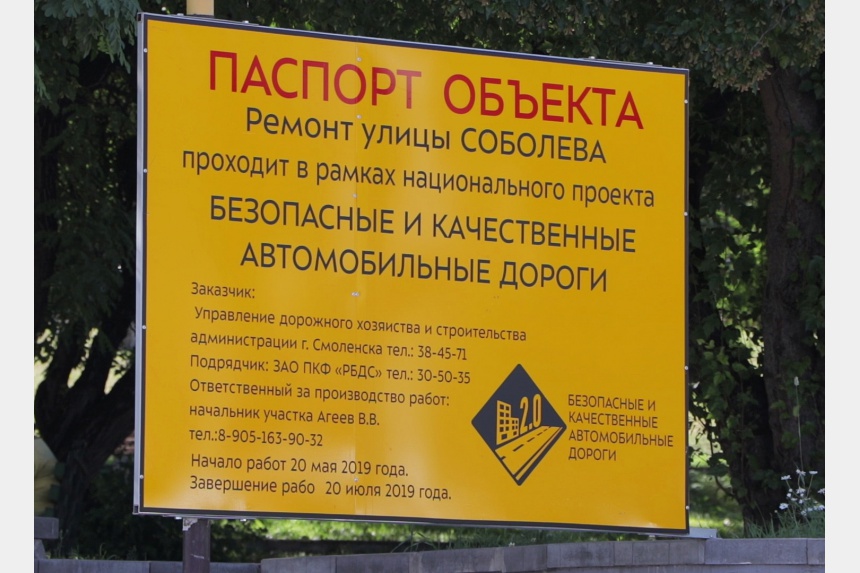 ПАСПОРТ ОБЪЕКТА
Ремонт улицы СОБОЛЕВА
проходит в рамках национального проекта
БЕЗОПАСНЫЕ И КАЧЕСТВЕННЫЕ
АВТОМОБИЛЬНЫЕ ДОРОГИ
Заказчик:
Управление дорожного хозяиства и строительства
администрации г. Смоленска тел.: 38-45-71
Подрядчик: ЗАО ПКФ «РБДС» тел.: 30-50-35
Ответственный за производство работ:
начальник участка Агеев В.В.
тел.:8-905-163-90-32
Начало работ 20 мая 2019 года.
Завершение рабо 20 июля 2019 года.
2.0
БЕЗОПАСНЫЕ И
КАЧЕСТВЕННЫЕ
АВТОМОБИЛЬНЫЕ
ДОРОГИ